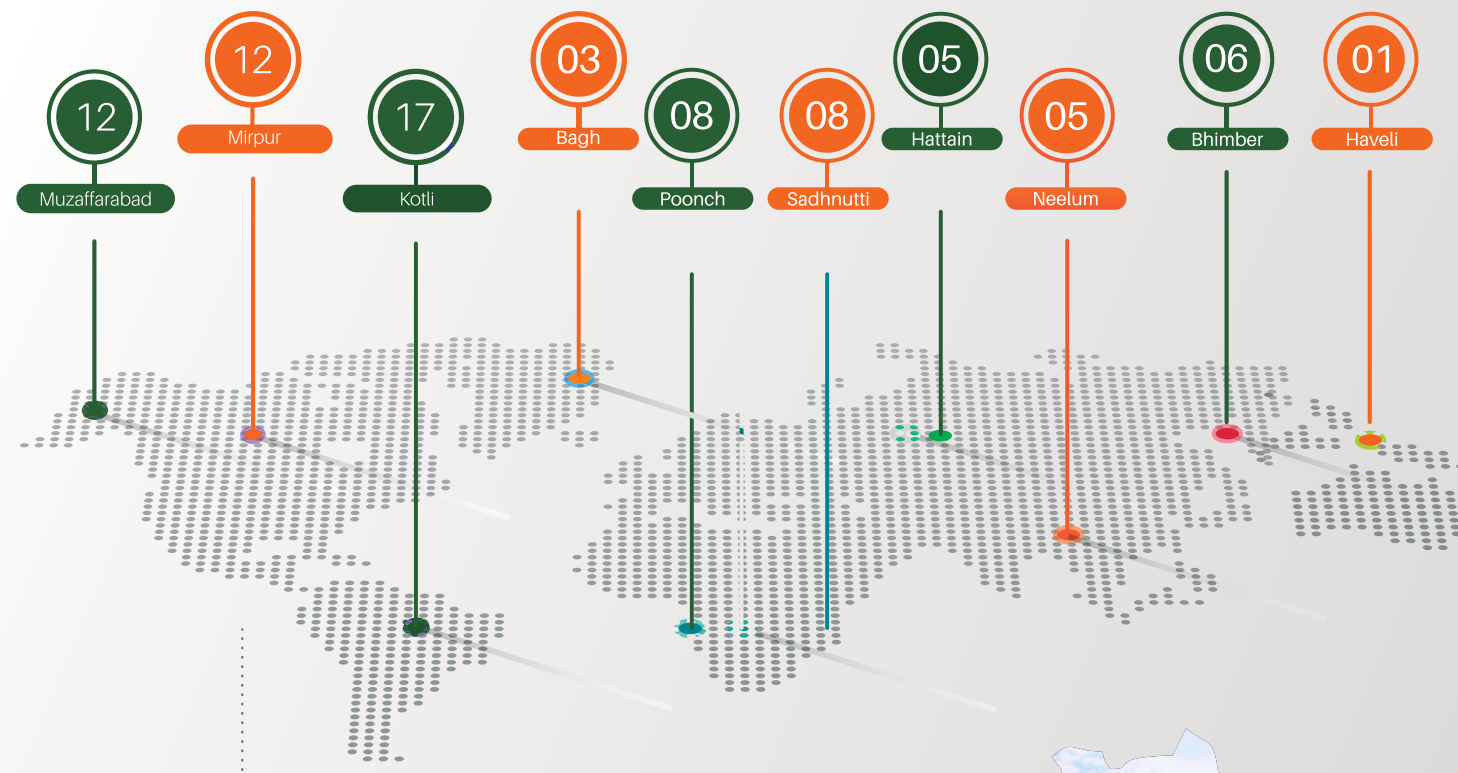 12
Muzaffarabad
12
Mirpur
17
Kotli
03
Bagh
08
Poonch
08
Sadhnutti
05
Hattain
05
Neelum
06
Bhimber
01
Haveli